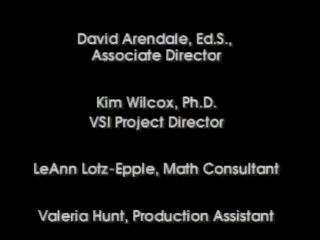 David Arendale, Ed.S.,
Associate Director
Kim Wilcox, Ph.D.
VSI Project Director
LeAnn Lotz-Epple, Math Consultant
Valeria Hunt, Production Assistant